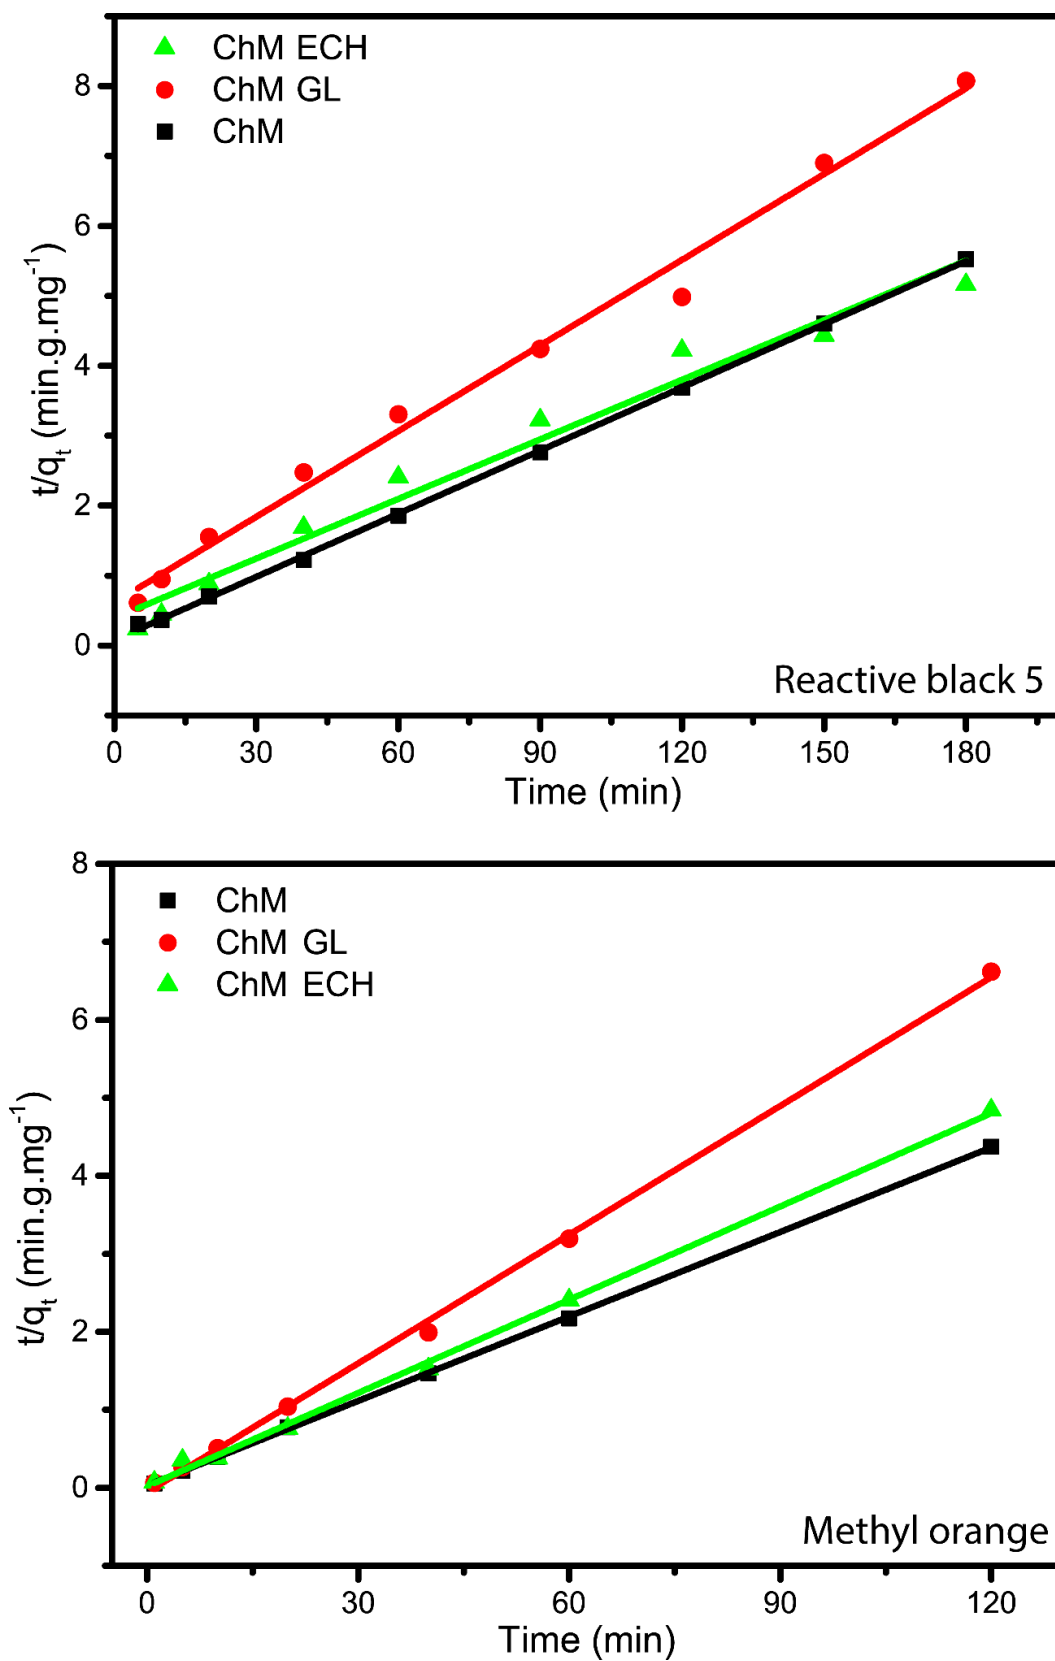 ChM ECH
ChM GL
ChM
8
6
4
2
0
t/qt (min.g.mg-1)
Reactive black 5
0 30 60 90 120 150 180
Time (min)
8
6
4
2
0
ChM
ChM GL
ChM ECH
t/qt (min.g.mg-1)
Methyl orange
0 30 60 90 120
Time (min)